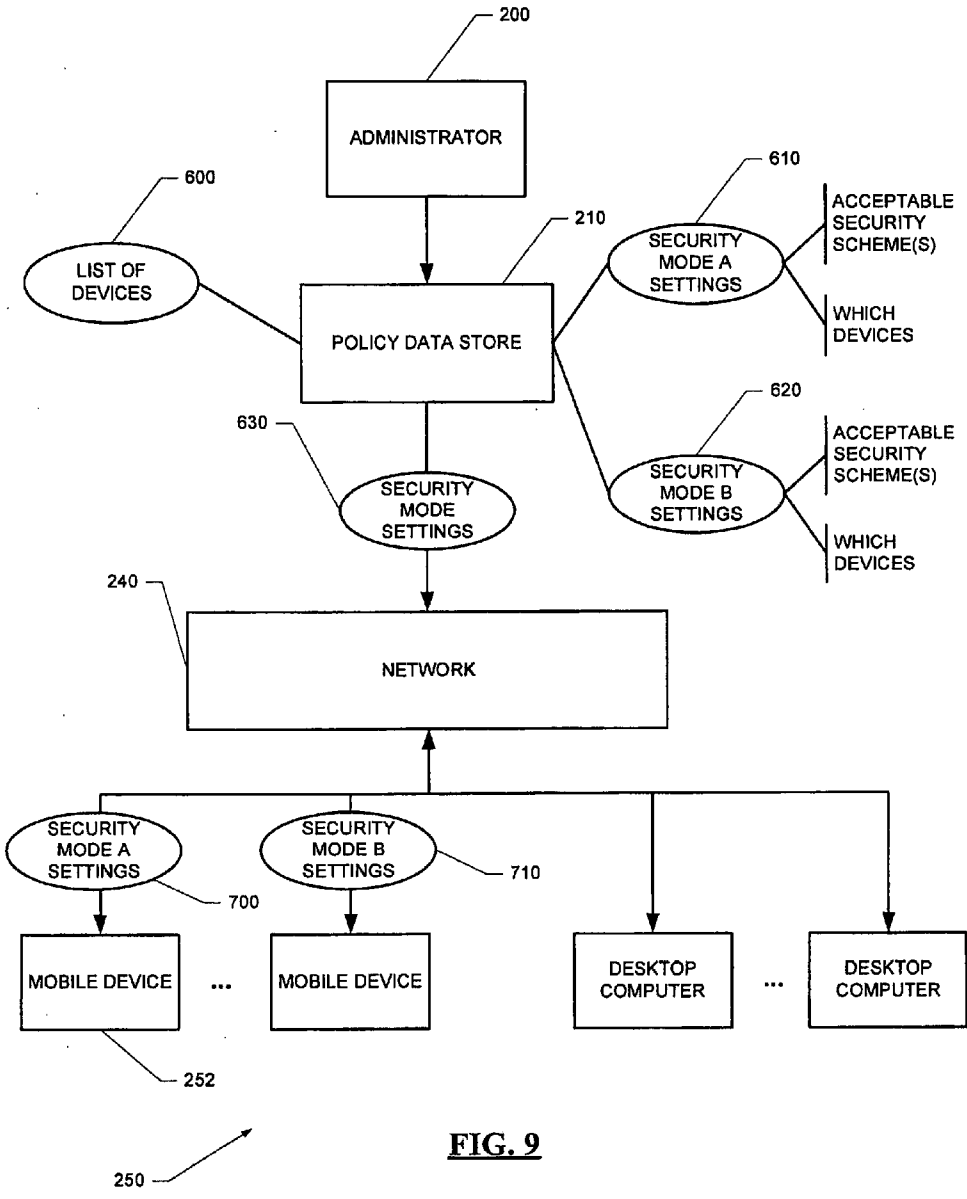 200
ADMINISTRATOR
600
610
210
LIST OF
DEVICES
SECURITY
MODE A
SETTINGS
ACCEPTABLE
SECURITY
SCHEME(S)
WHICH
DEVICES
POLICY DATA STORE
630
620
SECURITY
MODE
SETTINGS
SECURITY
MODE B
SETTINGS
ACCEPTABLE
SECURITY
SCHEME(S)
WHICH
DEVICES
240
NETWORK
SECURITY
MODE A
SETTINGS
700
SECURITY
MODE B
SETTINGS
710
MOBILE DEVICE
...
MOBILE DEVICE
DESKTOP
COMPUTER
...
DESKTOP
COMPUTER
252
250
FIG. 9